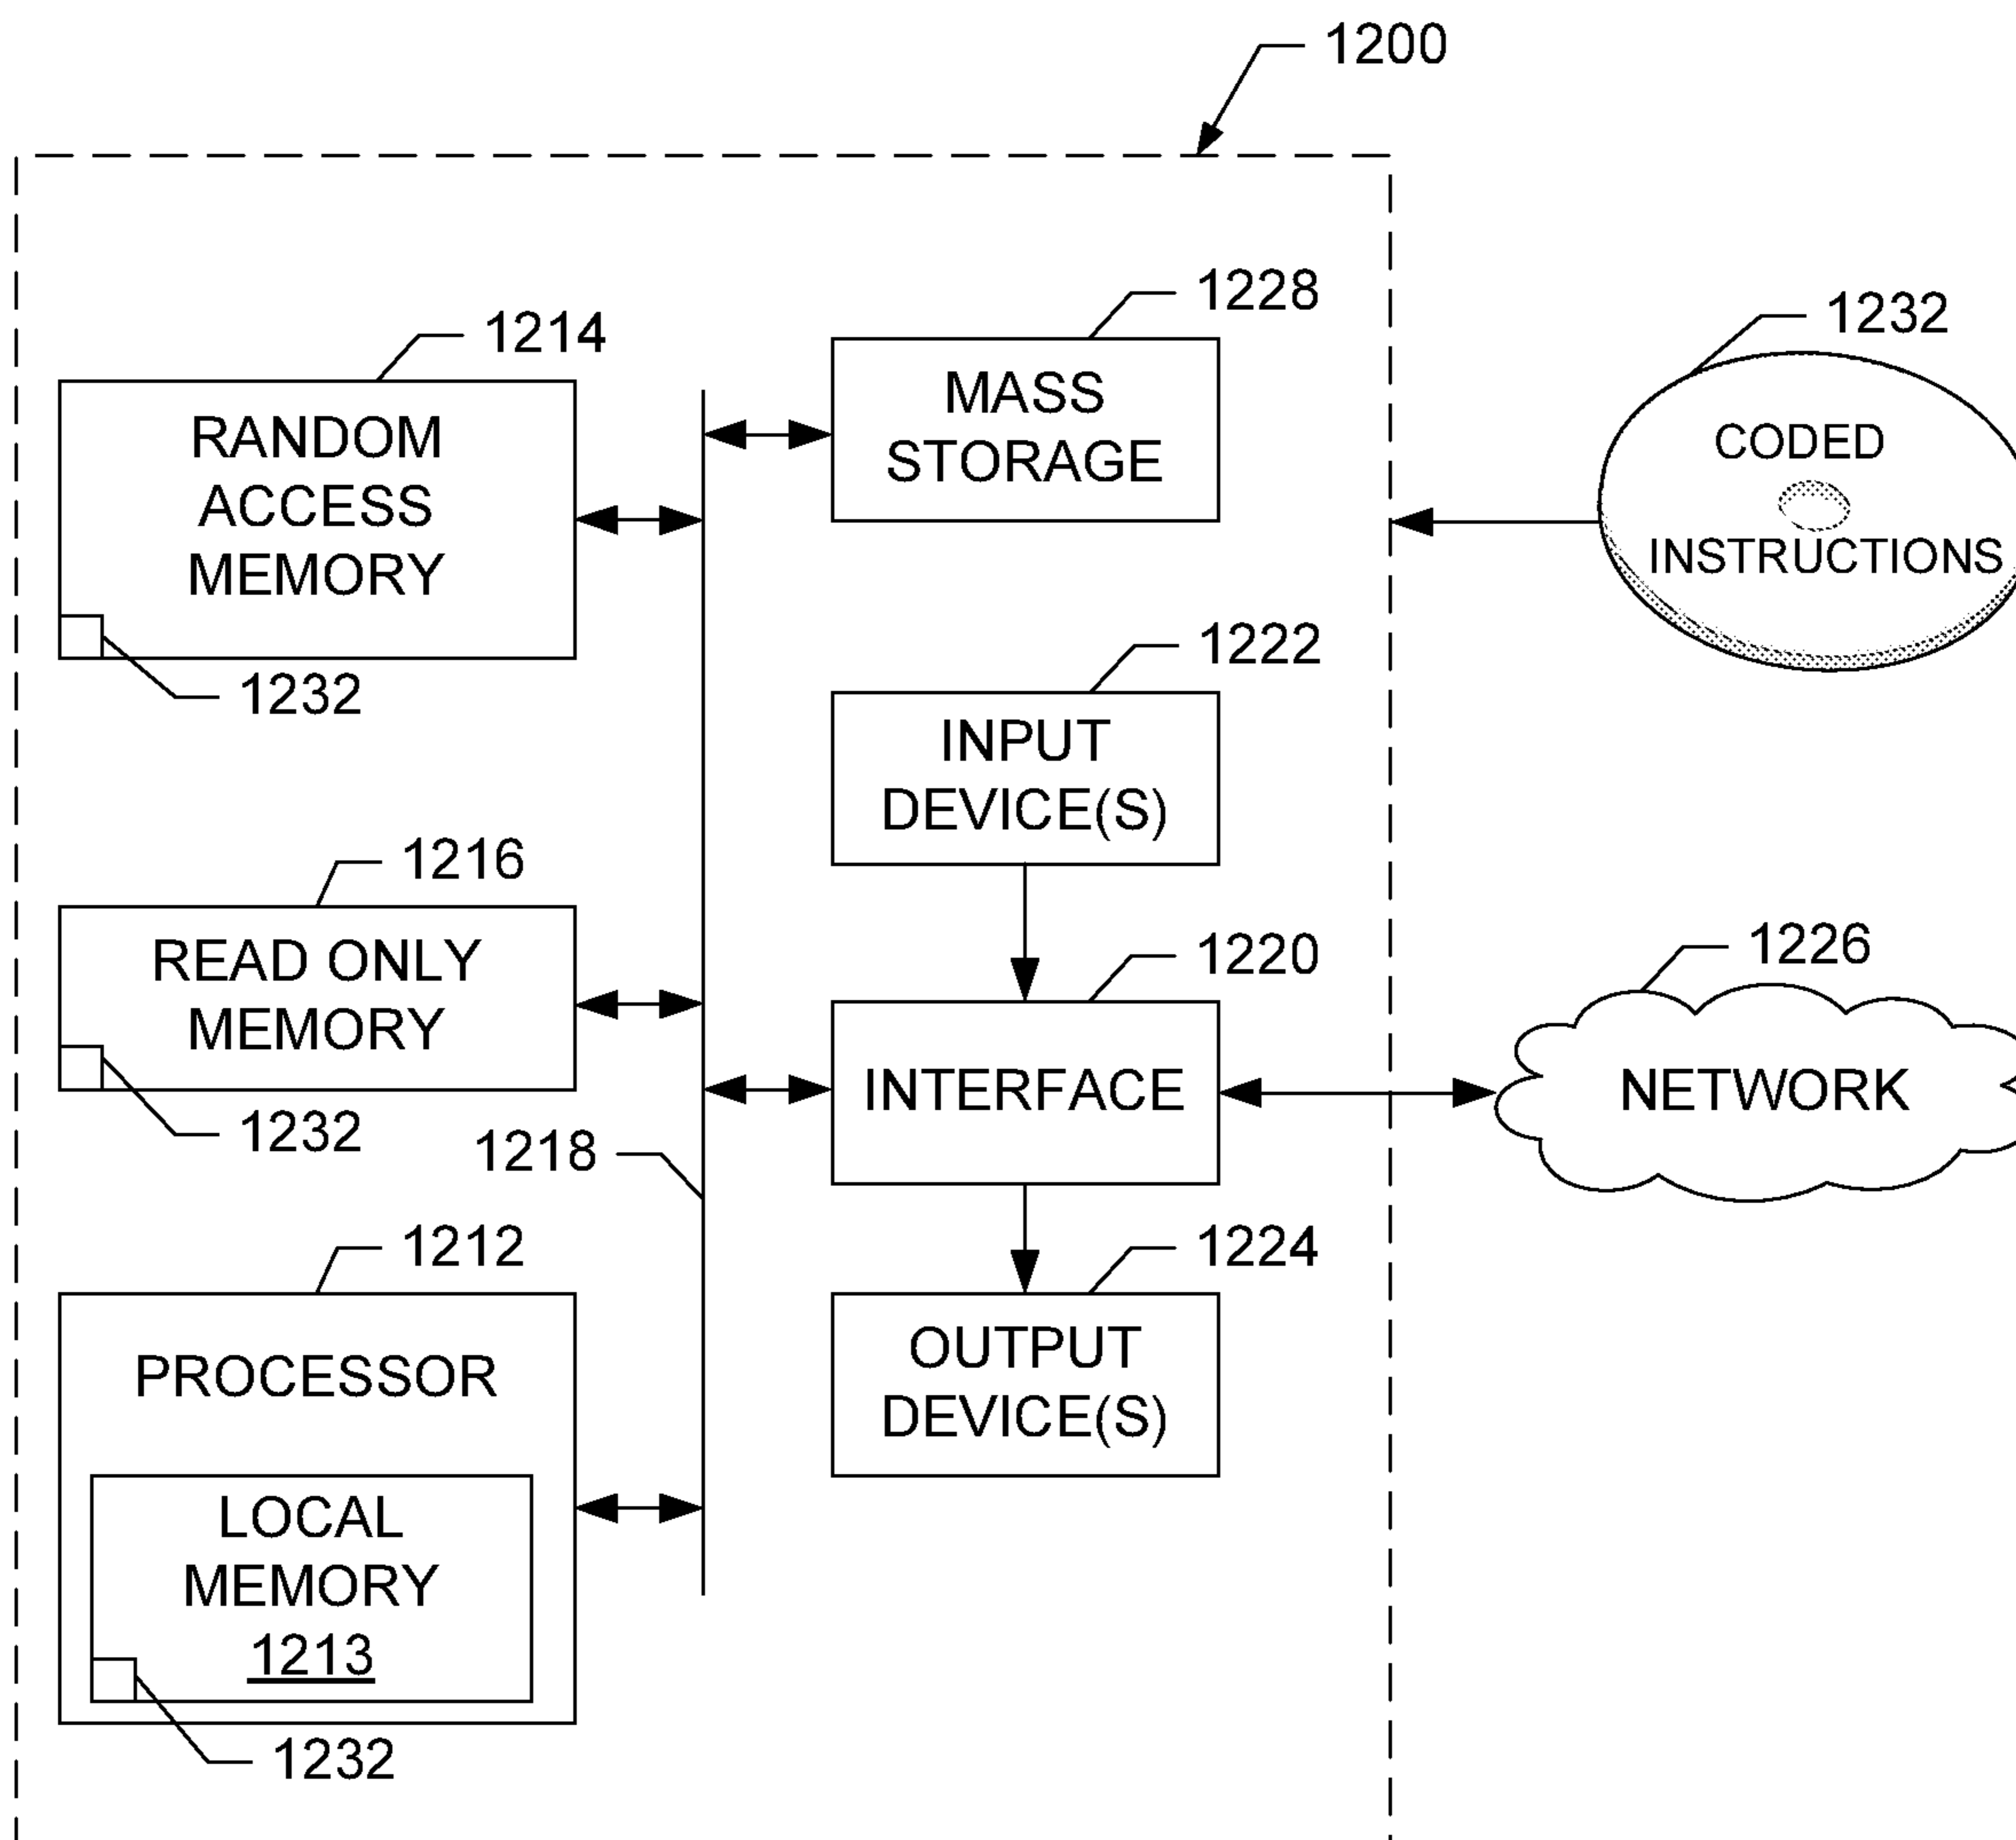 1200
1228
MASS
STORAGE
1214
RANDOM
ACCESS
MEMORY
1232
1232
CODED
INSTRUCTIONS
1222
INPUT
DEVICE(S)
1216
READ ONLY
MEMORY
1232
1220
INTERFACE
1226
NETWORK
1218
1212
PROCESSOR
LOCAL
MEMORY
1213
1232
1224
OUTPUT
DEVICE(S)